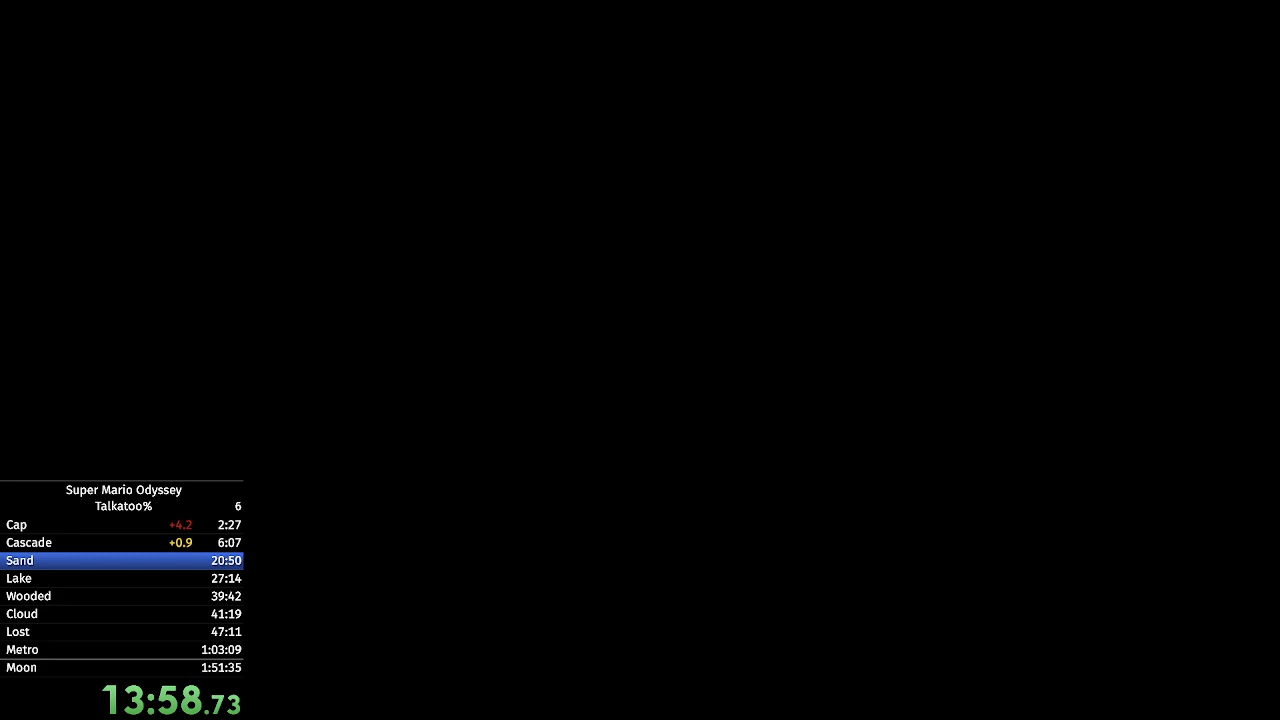 Super Mario Odyssey
Talkatoo% 6
Cap +4.2 2:27
Cascade +0.9 6:07
Sand 20:50
Lake 27:14
Wooded 39:42
Cloud 41:19
Lost 47:11
Metro 1:03:09
Moon 1:51:35
13:58.73